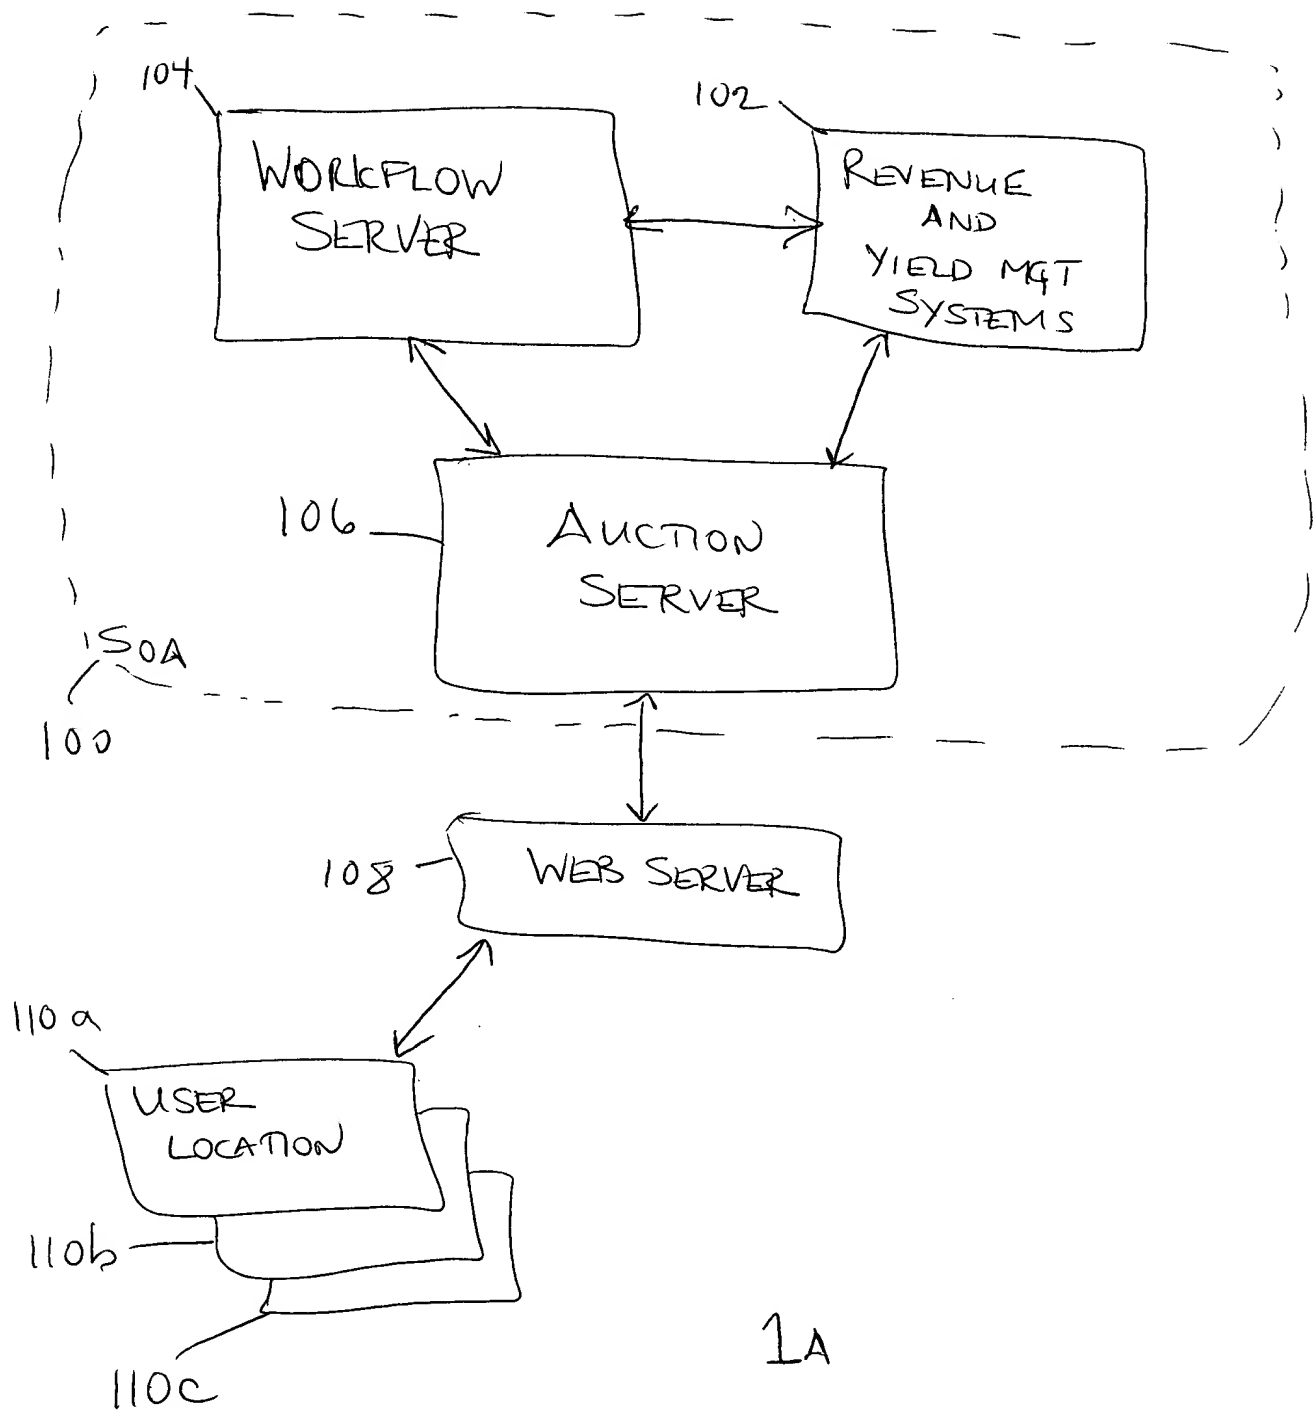 104
102
WORKFLOW
SERVER
REVENUE
AND
YIELD MGT
SYSTEMS
106
AUCTION
SERVER
150A
100
108
WEB SERVER
110a
USER
LOCATION
110b
110c
1A